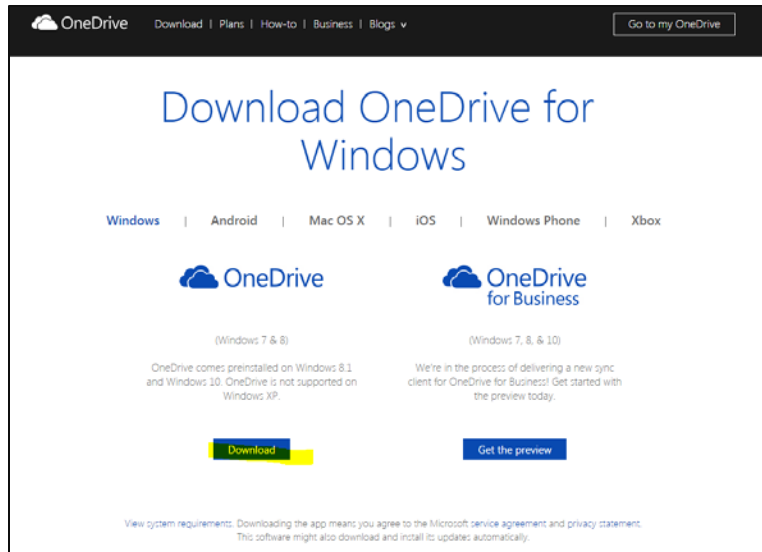 OneDrive Download | Plans | How-to | Business | Blogs Go to my OneDrive
Download OneDrive for
Windows
Windows | Android | Mac OS X | iOS | Windows Phone | Xbox
OneDrive
(Windows 7 & 8)
OneDrive comes preinstalled on Windows 8.1
and Windows 10. OneDrive is not supported on
Windows XP.
Download
OneDrive
for Business
(Windows 7, 8, & 10)
We're in the process of delivering a new sync
client for OneDrive for Business! Get started with
the preview today.
Get the preview
View system requirements. Downloading the app means you agree to the Microsoft service agreement and privacy statement.
This software might also download and install its updates automatically.